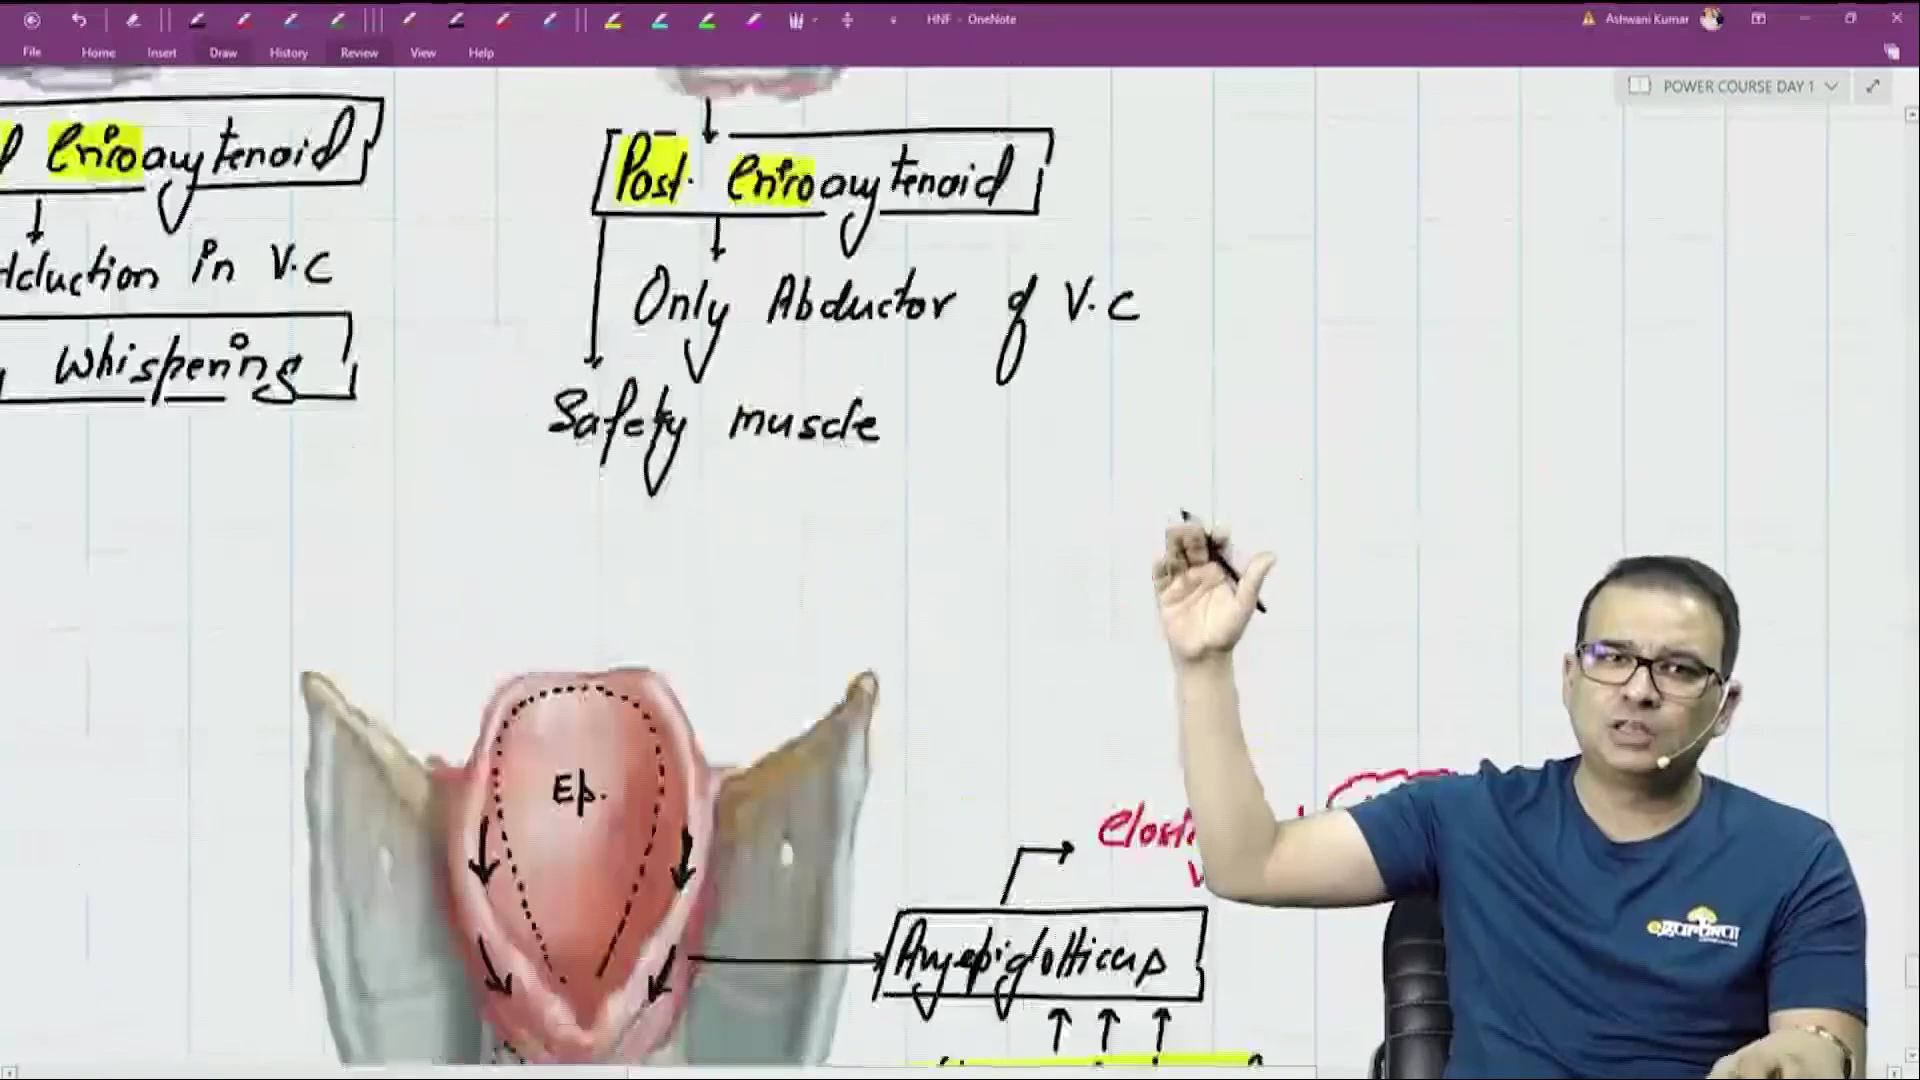 HNF - OneNote
Ashwani Kumar
File Home Insert Draw History Review View Help
POWER COURSE DAY 1
Cricoarytenoid
Adduction in V.C
Whispering
Post. Cricoarytenoid
Only Abductor of V.C
Safety muscle
Ep.
Aryepiglotticus